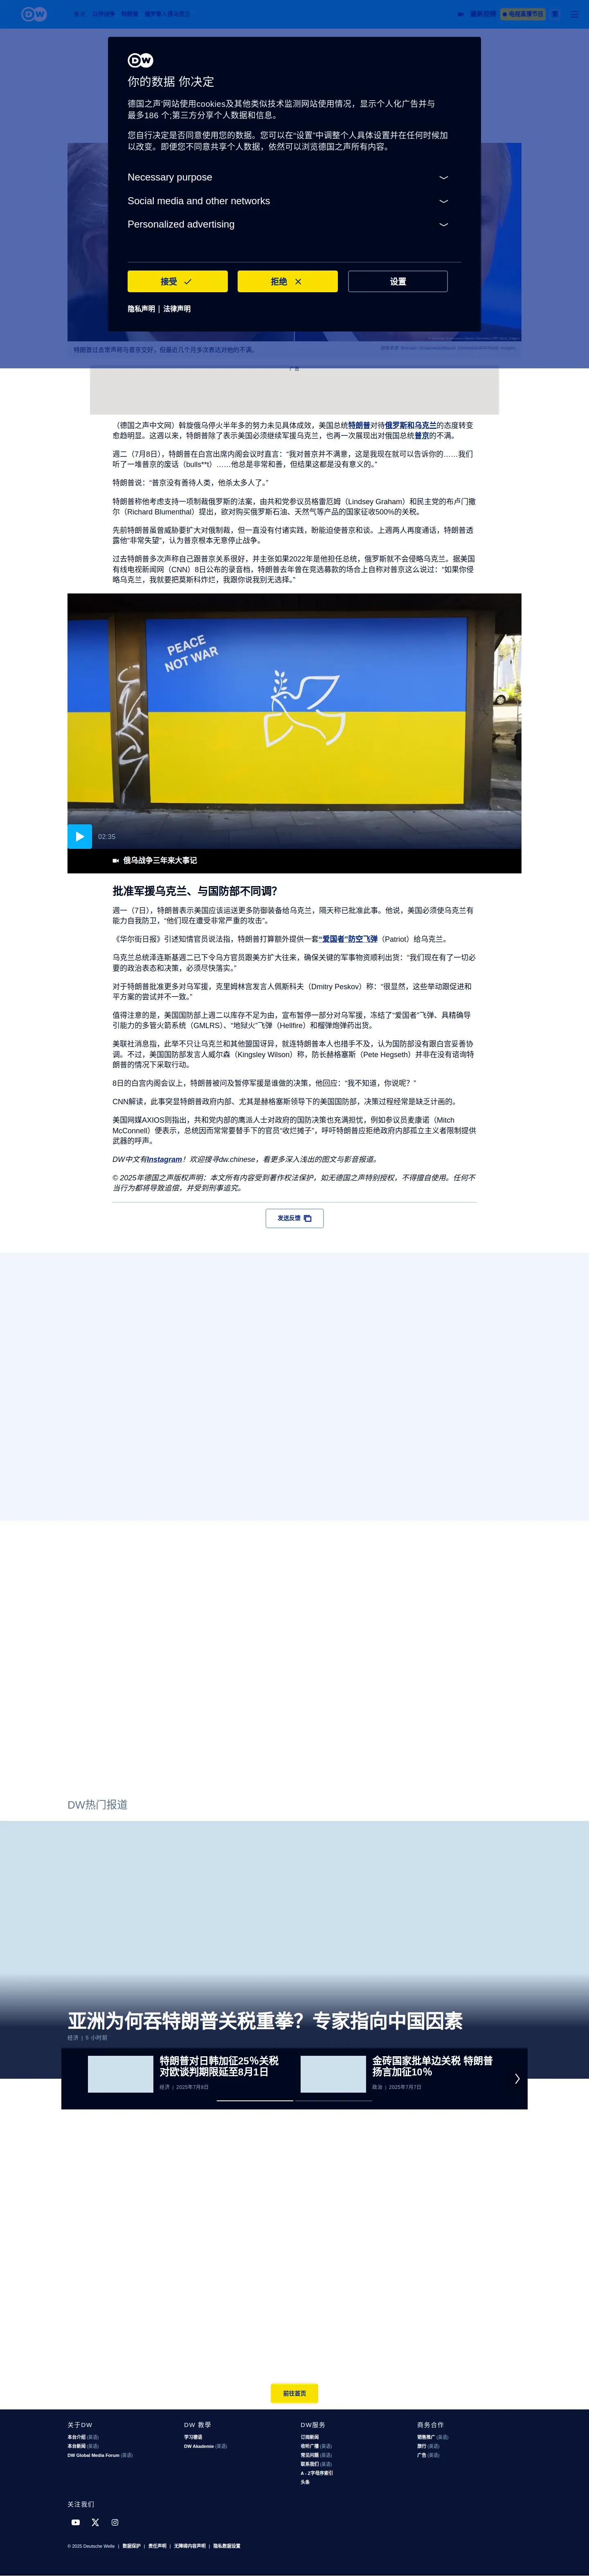 DW
最新视频
电视直播节目
繁
DW
你的数据 你决定
德国之声'网站使用cookies及其他类似技术监测网站使用情况，显示个人化广告并与
最多186 个;第三方分享个人数据和信息。
您自行决定是否同意使用您的数据。您可以在“设置”中调整个人具体设置并在任何时候加
以改变。即便您不同意共享个人数据，依然可以浏览德国之声所有内容。
Necessary purpose
Social media and other networks
Personalized advertising
接受
拒绝
设置
隐私声明 | 法律声明
特朗普过去常声称与普京交好，但最近几个月多次表达对他的不满。
广告
（德国之声中文网）斡旋俄乌停火半年多的努力未见具体成效，美国总统特朗普对待俄罗斯和乌克兰的态度转变
愈趋明显。这週以来，特朗普除了表示美国必须继续军援乌克兰，也再一次展现出对俄国总统普京的不满。
週二（7月8日），特朗普在白宫出席内阁会议时直言：“我对普京并不满意，这是我现在就可以告诉你的……我们
听了一堆普京的废话（bulls**t）……他总是非常和善，但结果这都是没有意义的。”
特朗普说：“普京没有善待人类，他杀太多人了。”
特朗普称他考虑支持一项制裁俄罗斯的法案，由共和党参议员格雷厄姆（Lindsey Graham）和民主党的布卢门撒
尔（Richard Blumenthal）提出，欲对购买俄罗斯石油、天然气等产品的国家征收500%的关税。
先前特朗普虽曾威胁要扩大对俄制裁，但一直没有付诸实践，盼能迫使普京和谈。上週两人再度通话，特朗普透
露他“非常失望”，认为普京根本无意停止战争。
过去特朗普多次声称自己跟普京关系很好，并主张如果2022年是他担任总统，俄罗斯就不会侵略乌克兰。据美国
有线电视新闻网（CNN）8日公布的录音档，特朗普去年曾在竞选募款的场合上自称对普京这么说过：“如果你侵
略乌克兰，我就要把莫斯科炸烂，我跟你说我别无选择。”
PEACE
NOT WAR
02:35
俄乌战争三年来大事记
批准军援乌克兰、与国防部不同调？
週一（7日），特朗普表示美国应该运送更多防御装备给乌克兰，隔天称已批准此事。他说，美国必须使乌克兰有
能力自我防卫，“他们现在遭受非常严重的攻击”。
《华尔街日报》引述知情官员说法指，特朗普打算额外提供一套“爱国者”防空飞弹（Patriot）给乌克兰。
乌克兰总统泽连斯基週二已下令乌方官员跟美方扩大往来，确保关键的军事物资顺利出货：“我们现在有了一切必
要的政治表态和决策，必须尽快落实。”
对于特朗普批准更多对乌军援，克里姆林宫发言人佩斯科夫（Dmitry Peskov）称：“很显然，这些举动跟促进和
平方案的尝试并不一致。”
值得注意的是，美国国防部上週二以库存不足为由，宣布暂停一部分对乌军援，冻结了“爱国者”飞弹、具精确导
引能力的多管火箭系统（GMLRS）、“地狱火”飞弹（Hellfire）和榴弹炮弹药出货。
美联社消息指，此举不只让乌克兰和其他盟国讶异，就连特朗普本人也措手不及，认为国防部没有跟白宫妥善协
调。不过，美国国防部发言人威尔森（Kingsley Wilson）称，防长赫格塞斯（Pete Hegseth）并非在没有谘询特
朗普的情况下采取行动。
8日的白宫内阁会议上，特朗普被问及暂停军援是谁做的决策，他回应：“我不知道，你说呢？”
CNN解读，此事突显特朗普政府内部、尤其是赫格塞斯领导下的美国国防部，决策过程经常是缺乏计画的。
美国网媒AXIOS则指出，共和党内部的鹰派人士对政府的国防决策也充满担忧，例如参议员麦康诺（Mitch
McConnell）便表示，总统因而常常要替手下的官员“收烂摊子”，呼吁特朗普应拒绝政府内部孤立主义者限制提供
武器的呼声。
DW中文有Instagram！欢迎搜寻dw.chinese，看更多深入浅出的图文与影音报道。
© 2025年德国之声版权声明：本文所有内容受到著作权法保护，如无德国之声特别授权，不得擅自使用。任何不
当行为都将导致追偿，并受到刑事追究。
发送反馈
DW热门报道
亚洲为何吞特朗普关税重拳？专家指向中国因素
经济 | 5 小时前
特朗普对日韩加征25％关税
对欧谈判期限延至8月1日
经济 | 2025年7月8日
金砖国家批单边关税 特朗普
扬言加征10％
政治 | 2025年7月7日
前往首页
关于DW
本台介绍 (英语)
本台新闻 (英语)
DW Global Media Forum (英语)
DW 教學
学习德语
DW Akademie (英语)
DW服务
订阅新闻
收听广播 (英语)
常见问题 (英语)
联系我们 (英语)
A - Z字母序索引
头条
商务合作
销售推广 (英语)
旅行 (英语)
广告 (英语)
关注我们
© 2025 Deutsche Welle | 数据保护 | 责任声明 | 无障碍内容声明 | 隐私数据设置